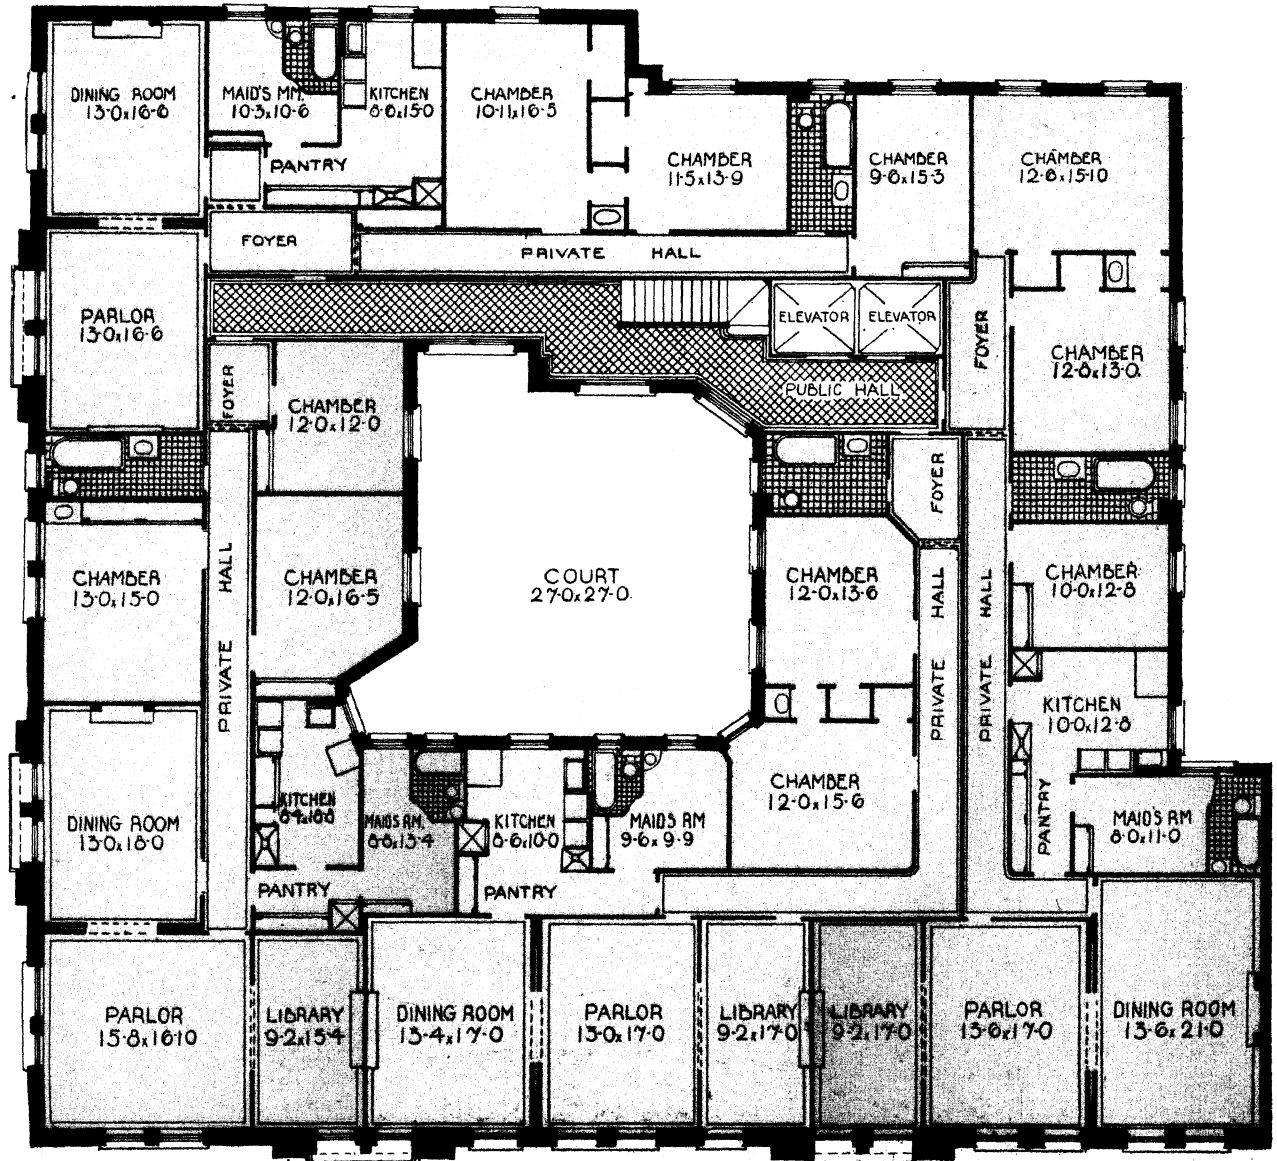 DINING ROOM
13-0x16-6
MAID'S MM.
10-3x10-6
KITCHEN
8-6x15-0
CHAMBER
10-11x16-5
PANTRY
CHAMBER
11-5x13-9
CHAMBER
9-6x15-3
CHAMBER
12-6x15-10
FOYER
PRIVATE HALL
PARLOR
13-0x16-6
ELEVATOR
ELEVATOR
FOYER
CHAMBER
12-8x13-0
PUBLIC HALL
FOYER
CHAMBER
12-0x12-0
FOYER
CHAMBER
13-0x15-0
PRIVATE HALL
CHAMBER
12-0x16-5
COURT
27-0x27-0
CHAMBER
12-0x13-6
PRIVATE HALL
PRIVATE HALL
CHAMBER
10-0x12-8
KITCHEN
10-0x12-8
DINING ROOM
13-0x18-0
KITCHEN
MAID'S RM.
8-8x13-4
KITCHEN
8-6x10-0
MAID'S RM
9-6x9-9
CHAMBER
12-0x15-6
PANTRY
MAID'S RM
8-0x11-0
PANTRY
PANTRY
PARLOR
15-8x16-10
LIBRARY
9-2x15-4
DINING ROOM
13-4x17-0
PARLOR
13-0x17-0
LIBRARY
9-2x17-0
LIBRARY
9-2x17-0
PARLOR
13-6x17-0
DINING ROOM
13-6x21-0